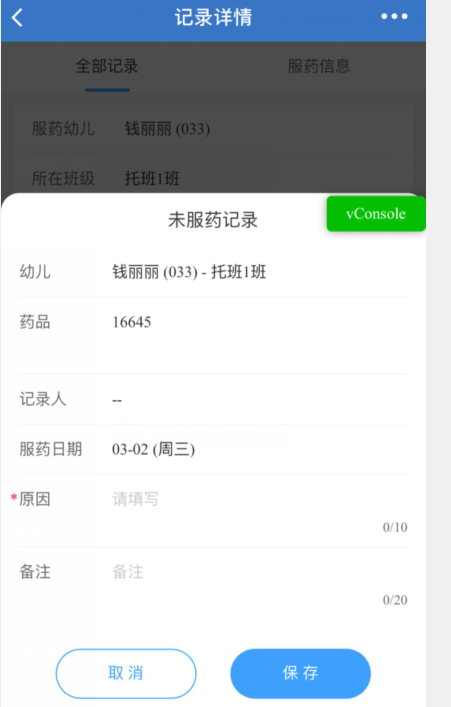 记录详情
全部记录 服药信息
服药幼儿 钱丽丽 (033)
所在班级 托班1班
未服药记录
vConsole
幼儿 钱丽丽 (033) - 托班1班
药品 16645
记录人 --
服药日期 03-02 (周三)
*原因 请填写
0/10
备注 备注
0/20
取消 保存